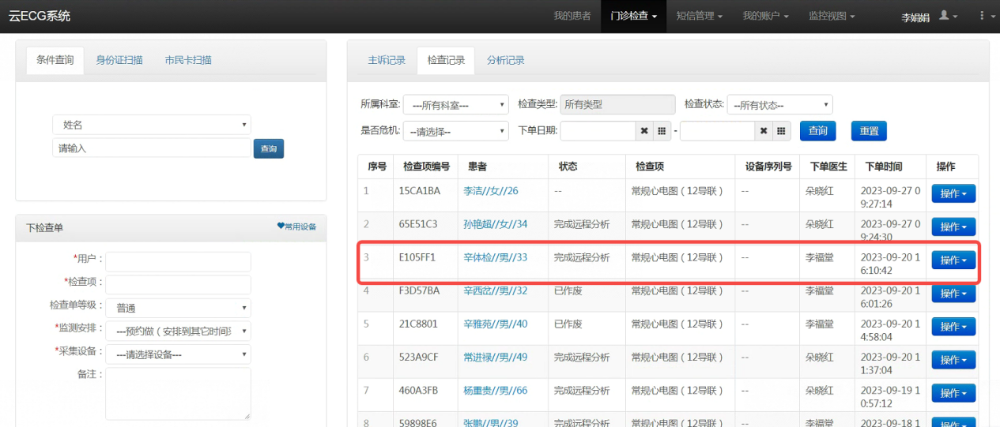 云ECG系统
我的患者 门诊检查 短信管理 我的账户 监控视图 李娟娟
条件查询 身份证扫描 市民卡扫描
姓名
请输入 查询
下检查单 常用设备
*用户：
*检查项：
检查单等级： 普通
*监测安排： ---预约做（安排到其它时间
*采集设备： ---请选择设备---
备注：
主诉记录 检查记录 分析记录
所属科室: ---所有科室--- 检查类型: 所有类型 检查状态: --所有状态--
是否危机: --请选择-- 下单日期: - 查询 重置
序号 检查项编号 患者 状态 检查项 设备序列号 下单医生 下单时间 操作
1 15CA1BA 李洁//女//26 -- 常规心电图（12导联） -- 朵晓红 2023-09-27 0 操作
9:27:14
2 65E51C3 孙艳超//女//34 完成远程分析 常规心电图（12导联） -- 朵晓红 2023-09-27 0 操作
9:24:30
3 E105FF1 辛体检//男//33 完成远程分析 常规心电图（12导联） -- 李福堂 2023-09-20 1 操作
6:10:42
4 F3D57BA 辛西岔//男//32 已作废 常规心电图（12导联） -- 李福堂 2023-09-20 1 操作
6:01:26
5 21C8801 辛雅苑//男//40 已作废 常规心电图（12导联） -- 李福堂 2023-09-20 1 操作
4:58:04
6 523A9CF 常进禄//男//49 完成远程分析 常规心电图（12导联） -- 朵晓红 2023-09-20 1 操作
1:37:04
7 460A3FB 杨重贵//男//66 完成远程分析 常规心电图（12导联） -- 朵晓红 2023-09-19 1 操作
0:57:12
8 59898E6 张鹏//男//39 完成远程分析 常规心电图（12导联） -- 李福堂 2023-09-18 1 操作